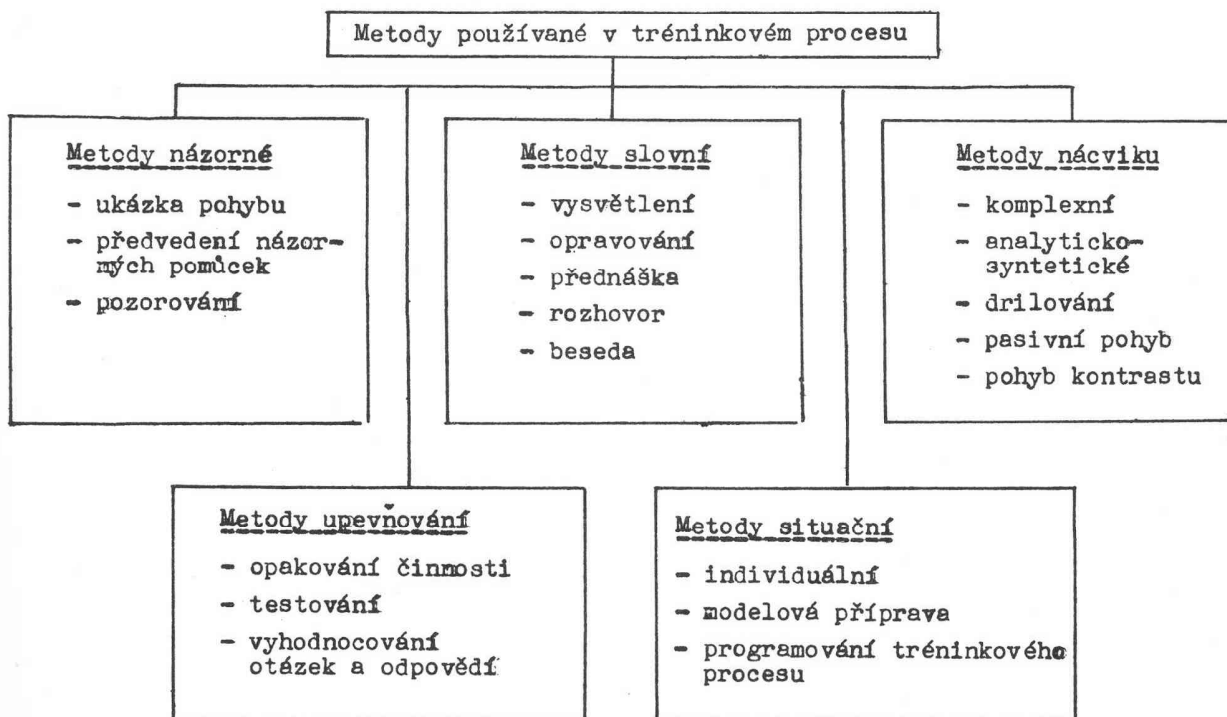 Metody používané v tréninkovém procesu
Metody názorné
- ukázka pohybu
- předvedení názor-
ných pomůcek
- pozorování
Metody slovní
- vysvětlení
- opravování
- přednáška
- rozhovor
- beseda
Metody nácviku
- komplexní
- analyticko-
syntetické
- drilování
- pasivní pohyb
- pohyb kontrastu
Metody upevňování
- opakování činnosti
- testování
- vyhodnocování
otázek a odpovědí
Metody situační
- individuální
- modelová příprava
- programování tréninkového
procesu